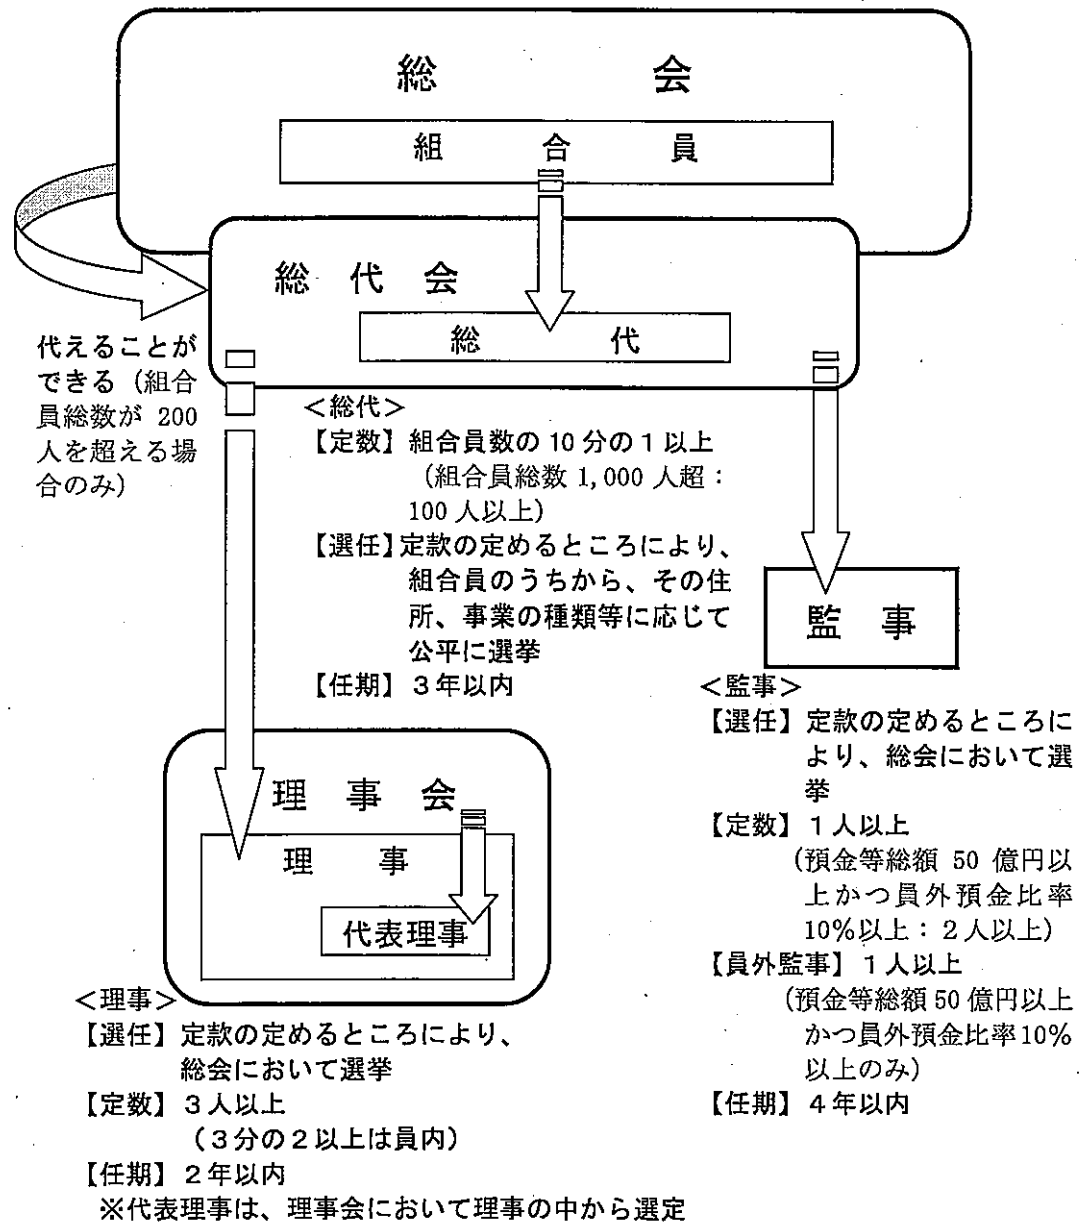 総会
組合員
総代会
総代
代えることが
できる（組合
員総数が 200
人を超える場
合のみ）
＜総代＞
【定数】組合員数の 10 分の１以上
（組合員総数 1,000 人超：
100 人以上）
【選任】定款の定めるところにより、
組合員のうちから、その住
所、事業の種類等に応じて
公平に選挙
【任期】３年以内
監事
＜監事＞
【選任】定款の定めるところに
より、総会において選
挙
【定数】１人以上
（預金等総額 50 億円以
上かつ員外預金比率
10％以上：２人以上）
【員外監事】１人以上
（預金等総額 50 億円以上
かつ員外預金比率10％
以上のみ）
【任期】４年以内
理事会
理事
代表理事
＜理事＞
【選任】定款の定めるところにより、
総会において選挙
【定数】３人以上
（３分の２以上は員内）
【任期】２年以内
※代表理事は、理事会において理事の中から選定